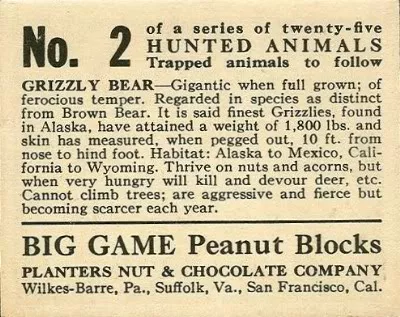 No. 2
of a series of twenty-five
HUNTED ANIMALS
Trapped animals to follow
GRIZZLY BEAR—Gigantic when full grown; of
ferocious temper. Regarded in species as distinct
from Brown Bear. It is said finest Grizzlies, found
in Alaska, have attained a weight of 1,800 lbs. and
skin has measured, when pegged out, 10 ft. from
nose to hind foot. Habitat: Alaska to Mexico, Cali-
fornia to Wyoming. Thrive on nuts and acorns, but
when very hungry will kill and devour deer, etc.
Cannot climb trees; are aggressive and fierce but
becoming scarcer each year.
BIG GAME Peanut Blocks
PLANTERS NUT & CHOCOLATE COMPANY
Wilkes-Barre, Pa., Suffolk, Va., San Francisco, Cal.